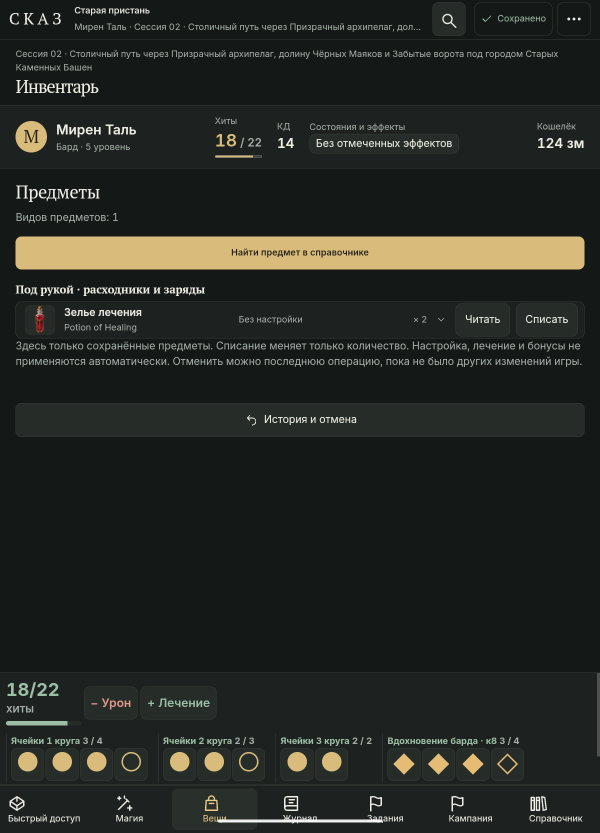 СКАЗ
Старая пристань
Мирен Таль · Сессия 02 · Столичный путь через Призрачный архипелаг, дол...
Сохранено
Сессия 02 · Столичный путь через Призрачный архипелаг, долину Чёрных Маяков и Забытые ворота под городом Старых
Каменных Башен
Инвентарь
М
Мирен Таль
Бард · 5 уровень
Хиты
18 / 22
КД
14
Состояния и эффекты
Без отмеченных эффектов
Кошелёк
124 зм
Предметы
Видов предметов: 1
Найти предмет в справочнике
Под рукой · расходники и заряды
Зелье лечения
Potion of Healing
Без настройки
× 2
Читать
Списать
Здесь только сохранённые предметы. Списание меняет только количество. Настройка, лечение и бонусы не
применяются автоматически. Отменить можно последнюю операцию, пока не было других изменений игры.
История и отмена
18/22
ХИТЫ
− Урон
+ Лечение
Ячейки 1 круга 3 / 4
Ячейки 2 круга 2 / 3
Ячейки 3 круга 2 / 2
Вдохновение барда · к8 3 / 4
Быстрый доступ
Магия
Вещи
Журнал
Задания
Кампания
Справочник